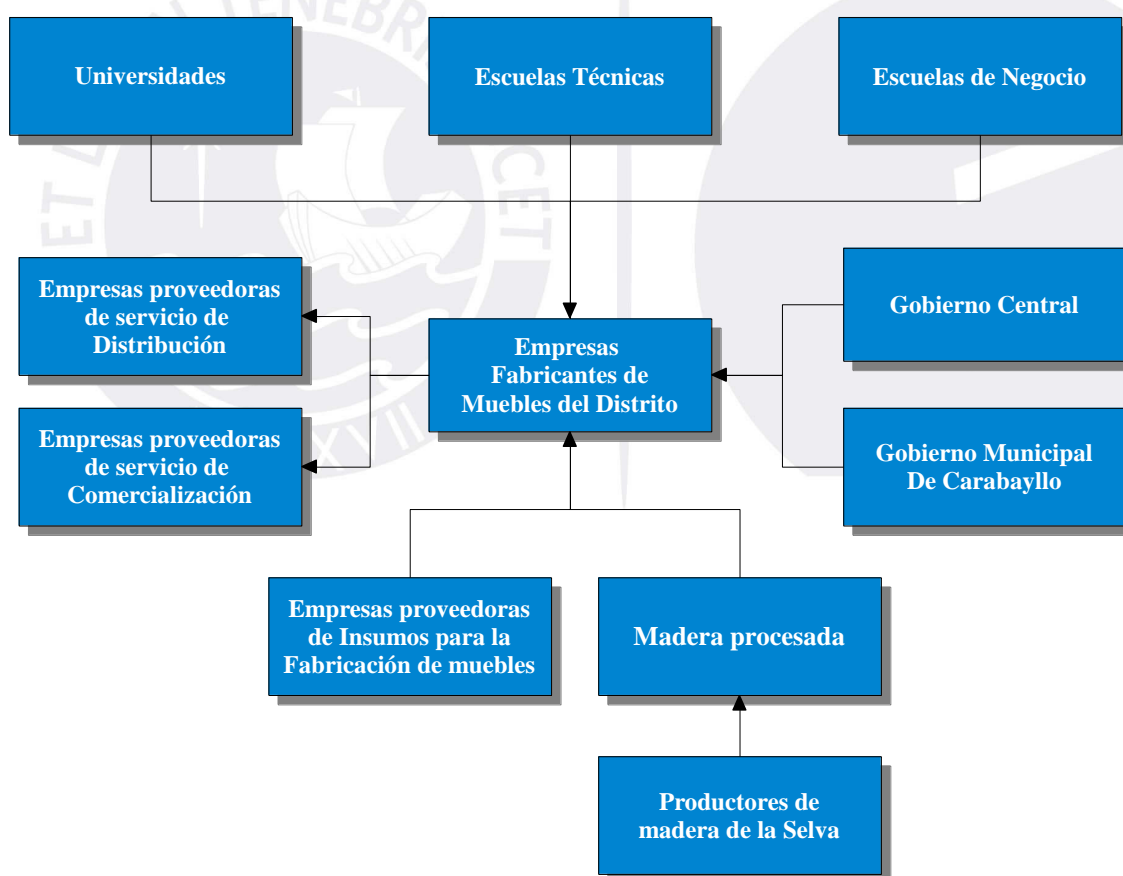 Universidades
Escuelas Técnicas
Escuelas de Negocio
Empresas proveedoras
de servicio de
Distribución
Empresas
Fabricantes de
Muebles del Distrito
Gobierno Central
Empresas proveedoras
de servicio de
Comercialización
Gobierno Municipal
De Carabayllo
Empresas proveedoras
de Insumos para la
Fabricación de muebles
Madera procesada
Productores de
madera de la Selva